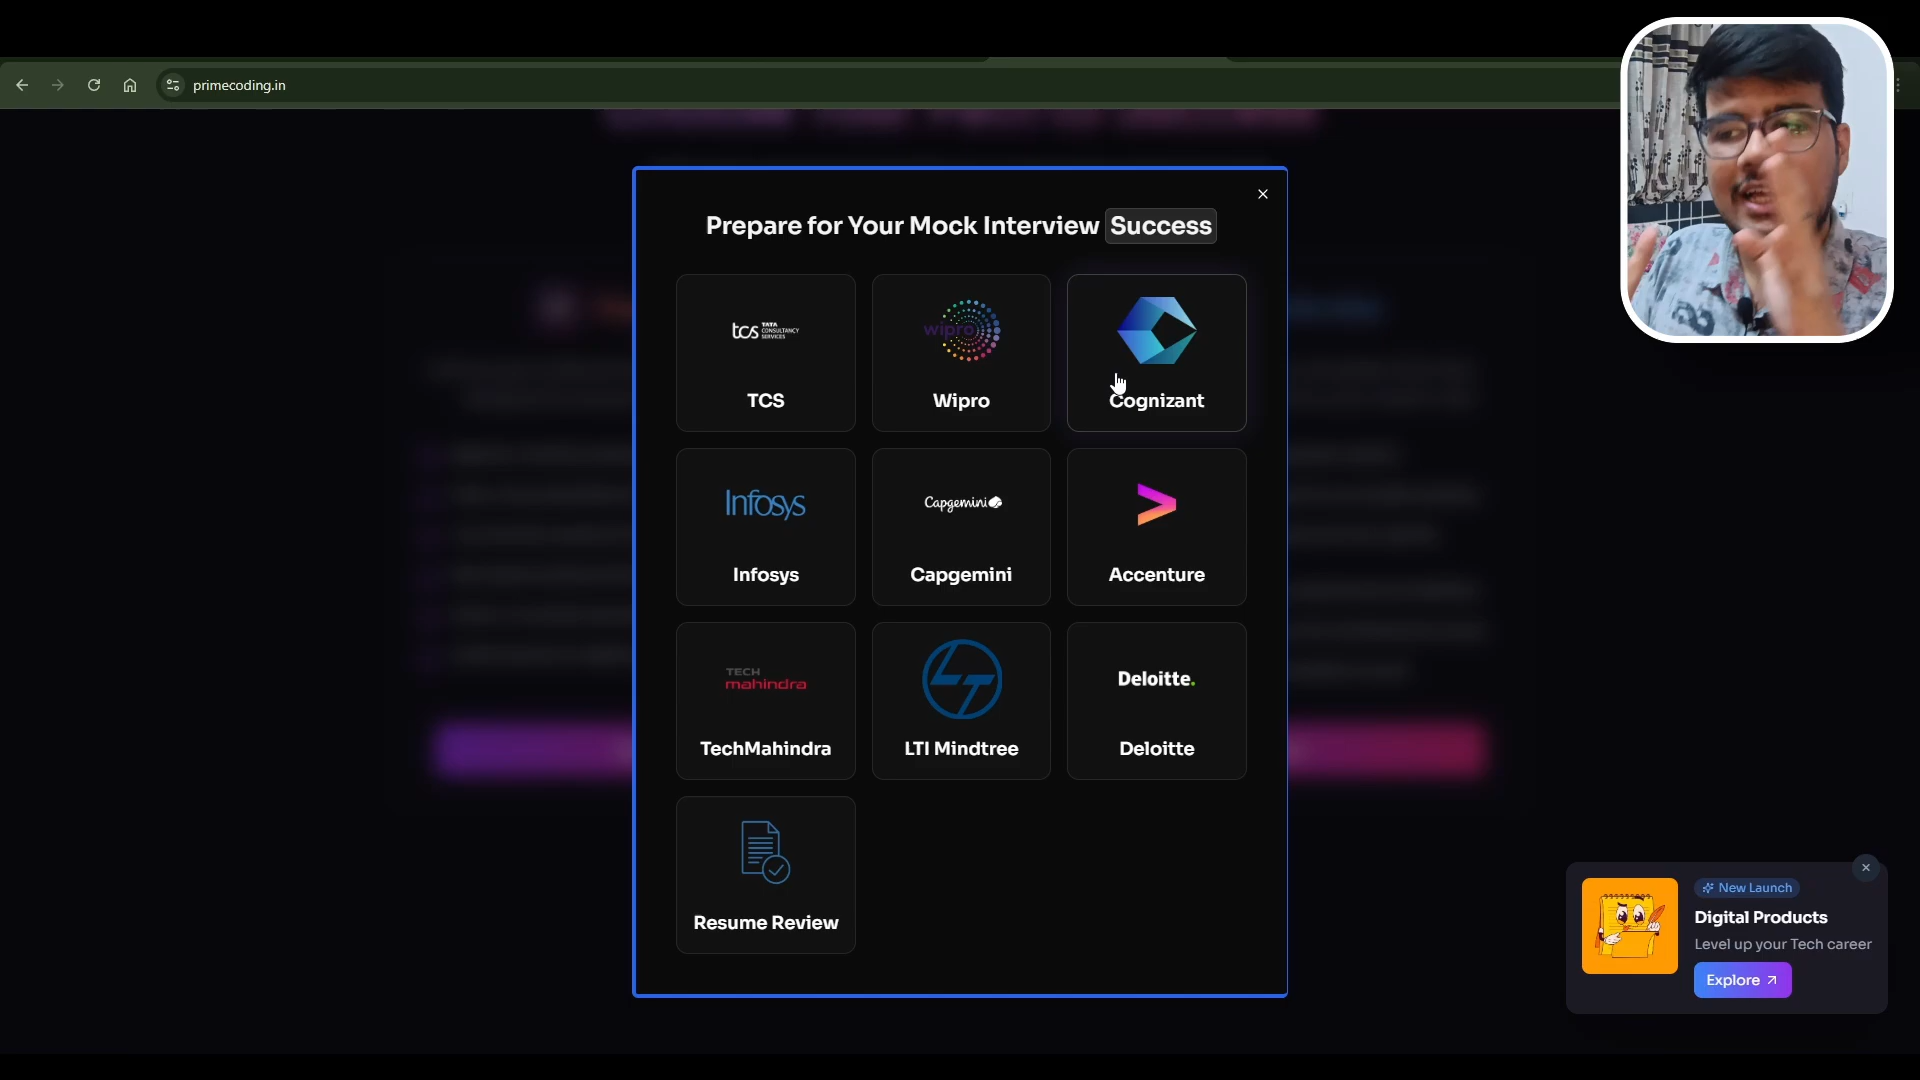 primecoding.in
Prepare for Your Mock Interview Success
tcs TATA
CONSULTANCY
SERVICES
wipro
TCS
Wipro
Cognizant
Infosys
Capgemini
Infosys
Capgemini
Accenture
TECH
mahindra
Deloitte.
TechMahindra
LTI Mindtree
Deloitte
Resume Review
New Launch
Digital Products
Level up your Tech career
Explore